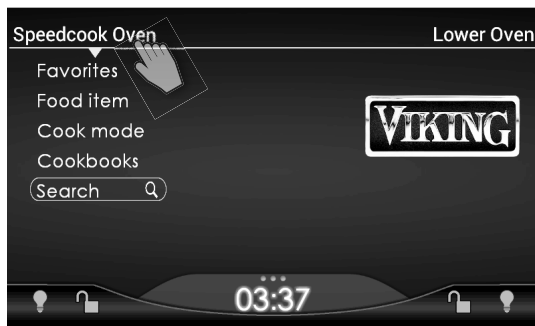 Speedcook Oven
Lower Oven
Favorites
Food item
Cook mode
Cookbooks
Search
VIKING
03:37